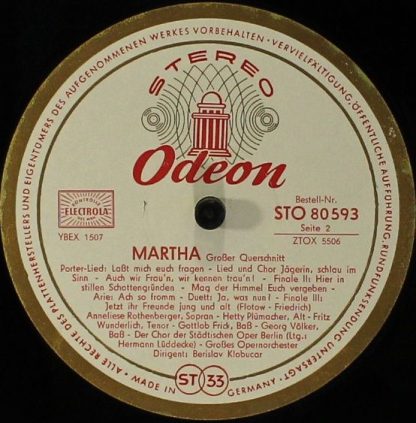 ALLE RECHTE DES PLATTENHERSTELLERS UND EIGENTÜMERS DES AUFGENOMMENEN WERKES VORBEHALTEN · VERVIELFÄLTIGUNG, ÖFFENTLICHE AUFFÜHRUNG, RUNDFUNKSENDUNG UNTERSAGT ·
STEREO
Odeon
KONTROLLE
ELECTROLA
YBEX 1507
Bestell-Nr.
STO 80 593
Seite 2
ZTOX 5506
MARTHA Großer Querschnitt
Porter-Lied: Laßt mich euch fragen - Lied und Chor Jägerin, schlau im
Sinn - Auch wir Frau'n, wir kennen trau'n! - Finale II: Hier in
stillen Schattengründen - Mag der Himmel Euch vergeben -
Arie: Ach so fromm - Duett: Ja, was nun? - Finale III:
Jetzt ihr Freunde jung und alt (Flotow - Friedrich)
Anneliese Rothenberger, Sopran - Hetty Plümacher, Alt - Fritz
Wunderlich, Tenor - Gottlob Frick, Baß - Georg Völker,
Baß - Der Chor der Städtischen Oper Berlin (Ltg.:
Hermann Lüddecke) - Großes Opernorchester
Dirigent: Berislav Klobucar
MADE IN ST 33 GERMANY